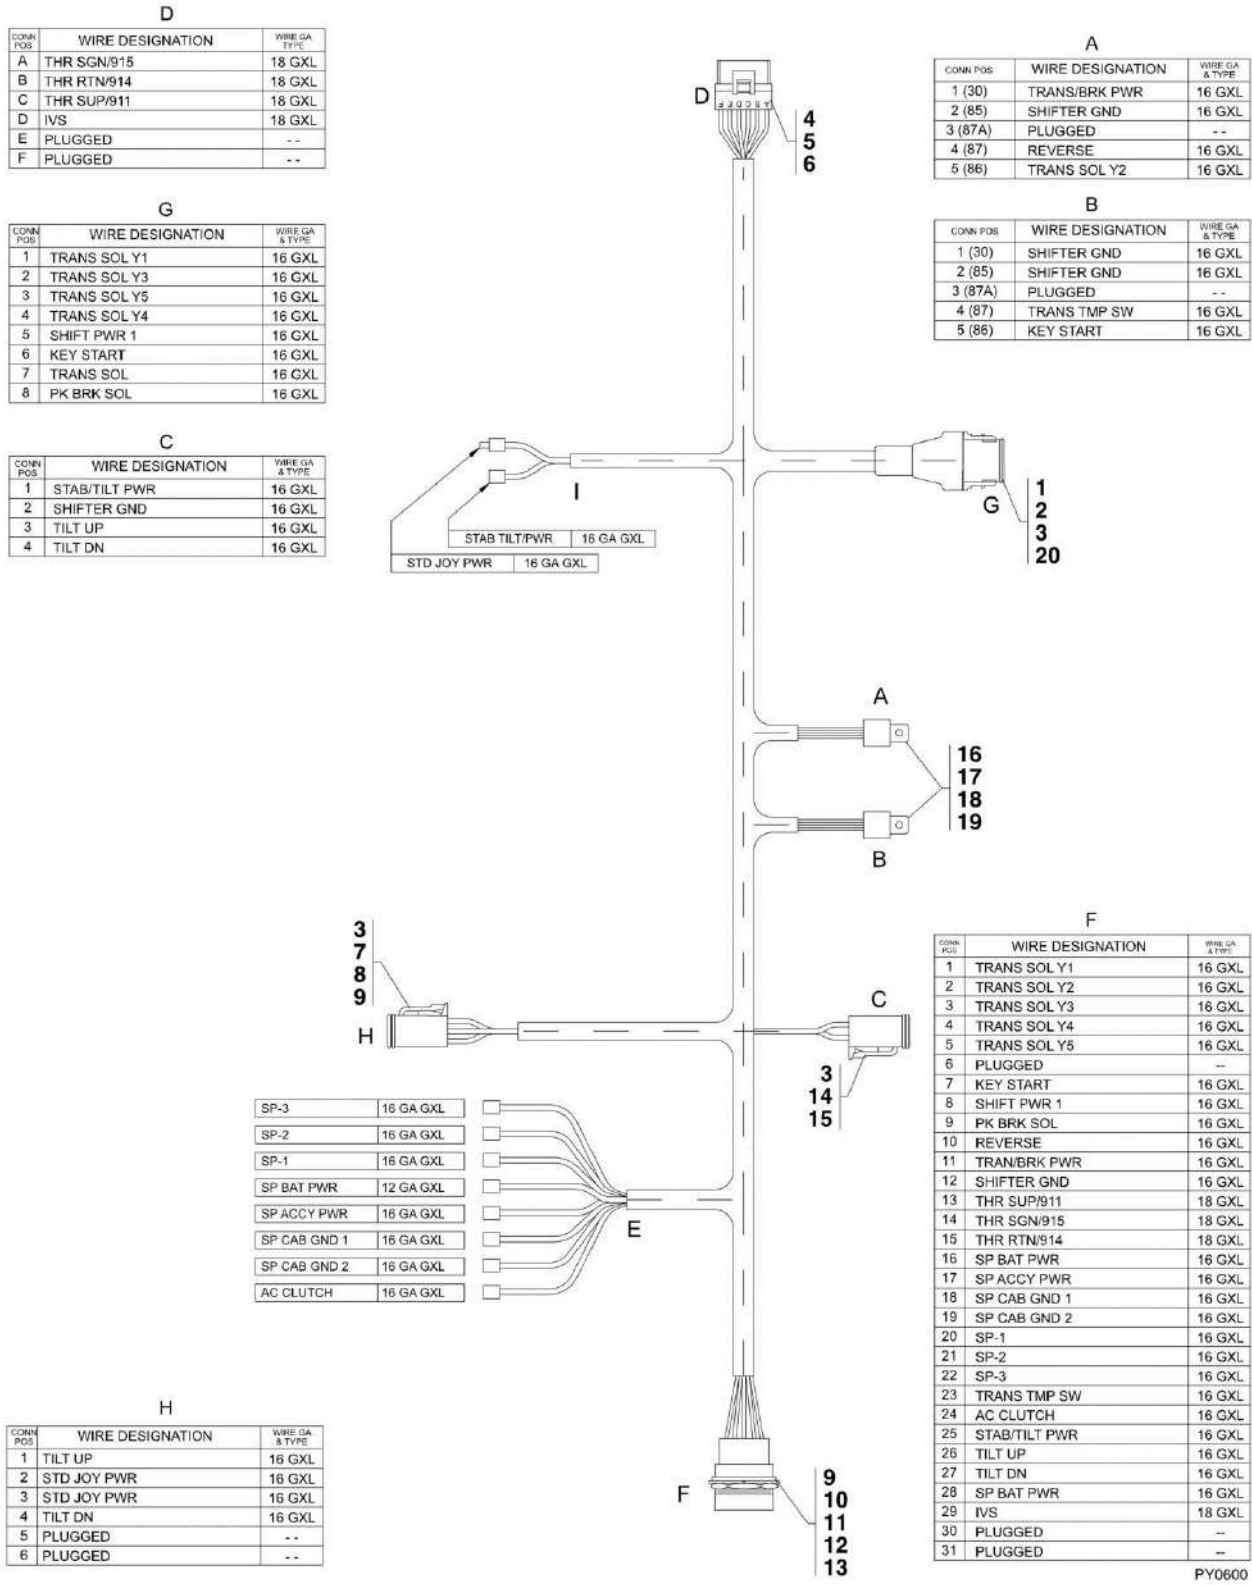 D
CONN POS WIRE DESIGNATION WIRE GA TYPE
A THR SGN/915 18 GXL
B THR RTN/914 18 GXL
C THR SUP/911 18 GXL
D IVS 18 GXL
E PLUGGED - -
F PLUGGED - -
G
CONN POS WIRE DESIGNATION WIRE GA & TYPE
1 TRANS SOL Y1 16 GXL
2 TRANS SOL Y3 16 GXL
3 TRANS SOL Y5 16 GXL
4 TRANS SOL Y4 16 GXL
5 SHIFT PWR 1 16 GXL
6 KEY START 16 GXL
7 TRANS SOL 16 GXL
8 PK BRK SOL 16 GXL
C
CONN POS WIRE DESIGNATION WIRE GA & TYPE
1 STAB/TILT PWR 16 GXL
2 SHIFTER GND 16 GXL
3 TILT UP 16 GXL
4 TILT DN 16 GXL
D
F E D C B A
4
5
6
A
CONN POS WIRE DESIGNATION WIRE GA & TYPE
1 (30) TRANS/BRK PWR 16 GXL
2 (85) SHIFTER GND 16 GXL
3 (87A) PLUGGED - -
4 (87) REVERSE 16 GXL
5 (86) TRANS SOL Y2 16 GXL
B
CONN POS WIRE DESIGNATION WIRE GA & TYPE
1 (30) SHIFTER GND 16 GXL
2 (85) SHIFTER GND 16 GXL
3 (87A) PLUGGED - -
4 (87) TRANS TMP SW 16 GXL
5 (86) KEY START 16 GXL
I
STAB TILT/PWR 16 GA GXL
STD JOY PWR 16 GA GXL
G
1
2
3
20
A
16
17
18
19
B
3
7
8
9
H
C
3
14
15
SP-3 16 GA GXL
SP-2 16 GA GXL
SP-1 16 GA GXL
SP BAT PWR 12 GA GXL
SP ACCY PWR 16 GA GXL
SP CAB GND 1 16 GA GXL
SP CAB GND 2 16 GA GXL
AC CLUTCH 16 GA GXL
E
F
CONN POS WIRE DESIGNATION WIRE GA & TYPE
1 TRANS SOL Y1 16 GXL
2 TRANS SOL Y2 16 GXL
3 TRANS SOL Y3 16 GXL
4 TRANS SOL Y4 16 GXL
5 TRANS SOL Y5 16 GXL
6 PLUGGED --
7 KEY START 16 GXL
8 SHIFT PWR 1 16 GXL
9 PK BRK SOL 16 GXL
10 REVERSE 16 GXL
11 TRAN/BRK PWR 16 GXL
12 SHIFTER GND 16 GXL
13 THR SUP/911 18 GXL
14 THR SGN/915 18 GXL
15 THR RTN/914 18 GXL
16 SP BAT PWR 16 GXL
17 SP ACCY PWR 16 GXL
18 SP CAB GND 1 16 GXL
19 SP CAB GND 2 16 GXL
20 SP-1 16 GXL
21 SP-2 16 GXL
22 SP-3 16 GXL
23 TRANS TMP SW 16 GXL
24 AC CLUTCH 16 GXL
25 STAB/TILT PWR 16 GXL
26 TILT UP 16 GXL
27 TILT DN 16 GXL
28 SP BAT PWR 16 GXL
29 IVS 18 GXL
30 PLUGGED --
31 PLUGGED --
H
CONN POS WIRE DESIGNATION WIRE GA & TYPE
1 TILT UP 16 GXL
2 STD JOY PWR 16 GXL
3 STD JOY PWR 16 GXL
4 TILT DN 16 GXL
5 PLUGGED - -
6 PLUGGED - -
F
9
10
11
12
13
PY0600